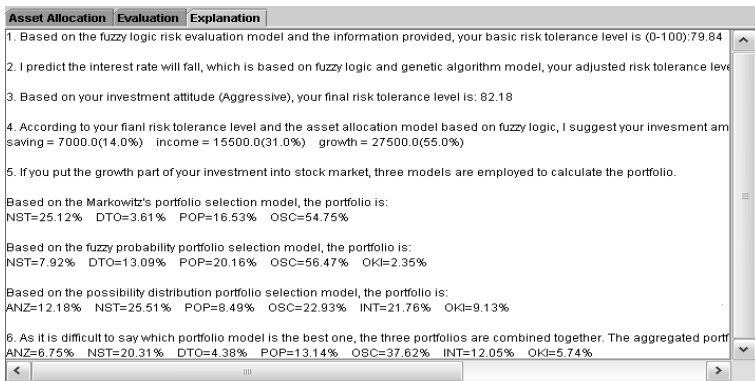 Asset Allocation Evaluation Explanation
1. Based on the fuzzy logic risk evaluation model and the information provided, your basic risk tolerance level is (0-100):79.84
2. I predict the interest rate will fall, which is based on fuzzy logic and genetic algorithm model, your adjusted risk tolerance leve
3. Based on your investment attitude (Aggressive), your final risk tolerance level is: 82.18
4. According to your fianl risk tolerance level and the asset allocation model based on fuzzy logic, I suggest your invesment am
saving = 7000.0(14.0%) income = 15500.0(31.0%) growth = 27500.0(55.0%)
5. If you put the growth part of your investment into stock market, three models are employed to calculate the portfolio.
Based on the Markowitz's portfolio selection model, the portfolio is:
NST=25.12% DTO=3.61% POP=16.53% OSC=54.75%
Based on the fuzzy probability portfolio selection model, the portfolio is:
NST=7.92% DTO=13.09% POP=20.16% OSC=56.47% OKI=2.35%
Based on the possibility distribution portfolio selection model, the portfolio is:
ANZ=12.18% NST=25.51% POP=8.49% OSC=22.93% INT=21.76% OKI=9.13%
6. As it is difficult to say which portfolio model is the best one, the three portfolios are combined together. The aggregated portf
ANZ=6.75% NST=20.31% DTO=4.38% POP=13.14% OSC=37.62% INT=12.05% OKI=5.74%